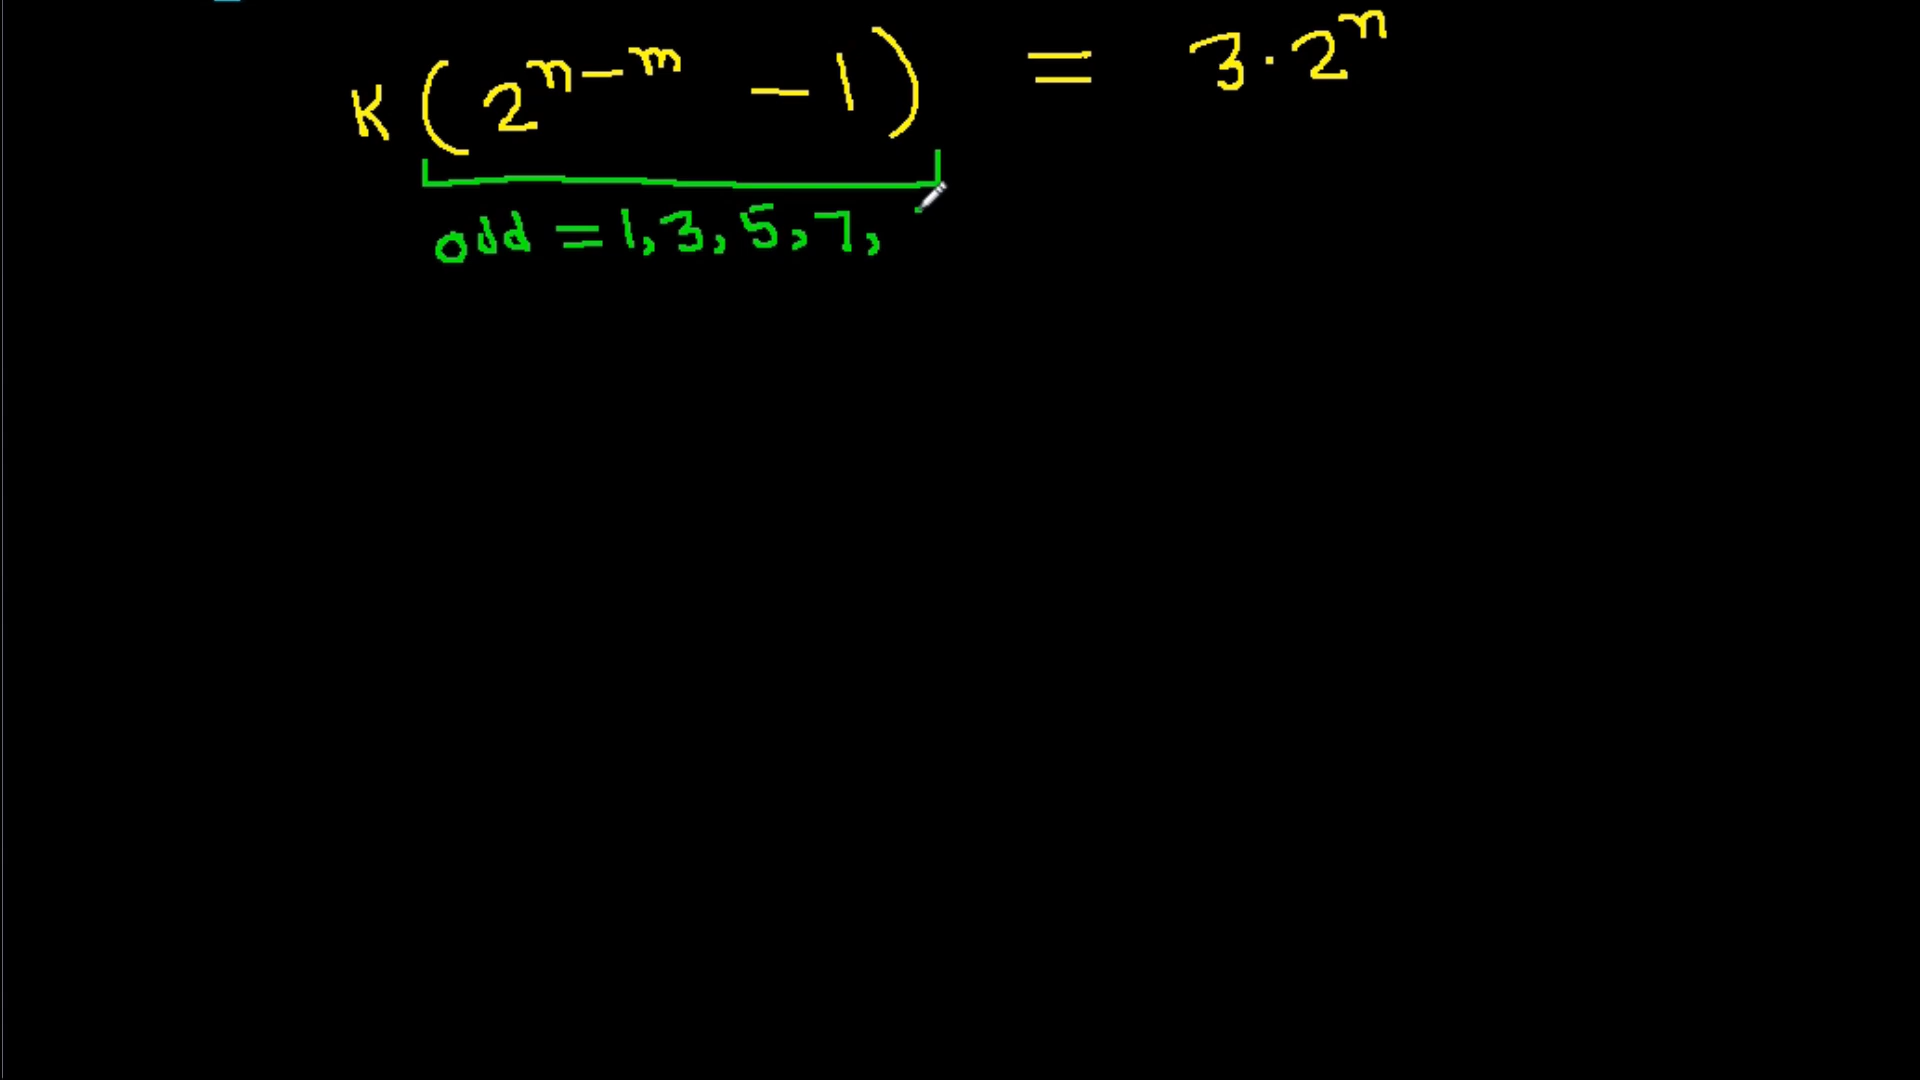 K(2^{n-m} - 1) = 3·2^n
odd = 1, 3, 5, 7,